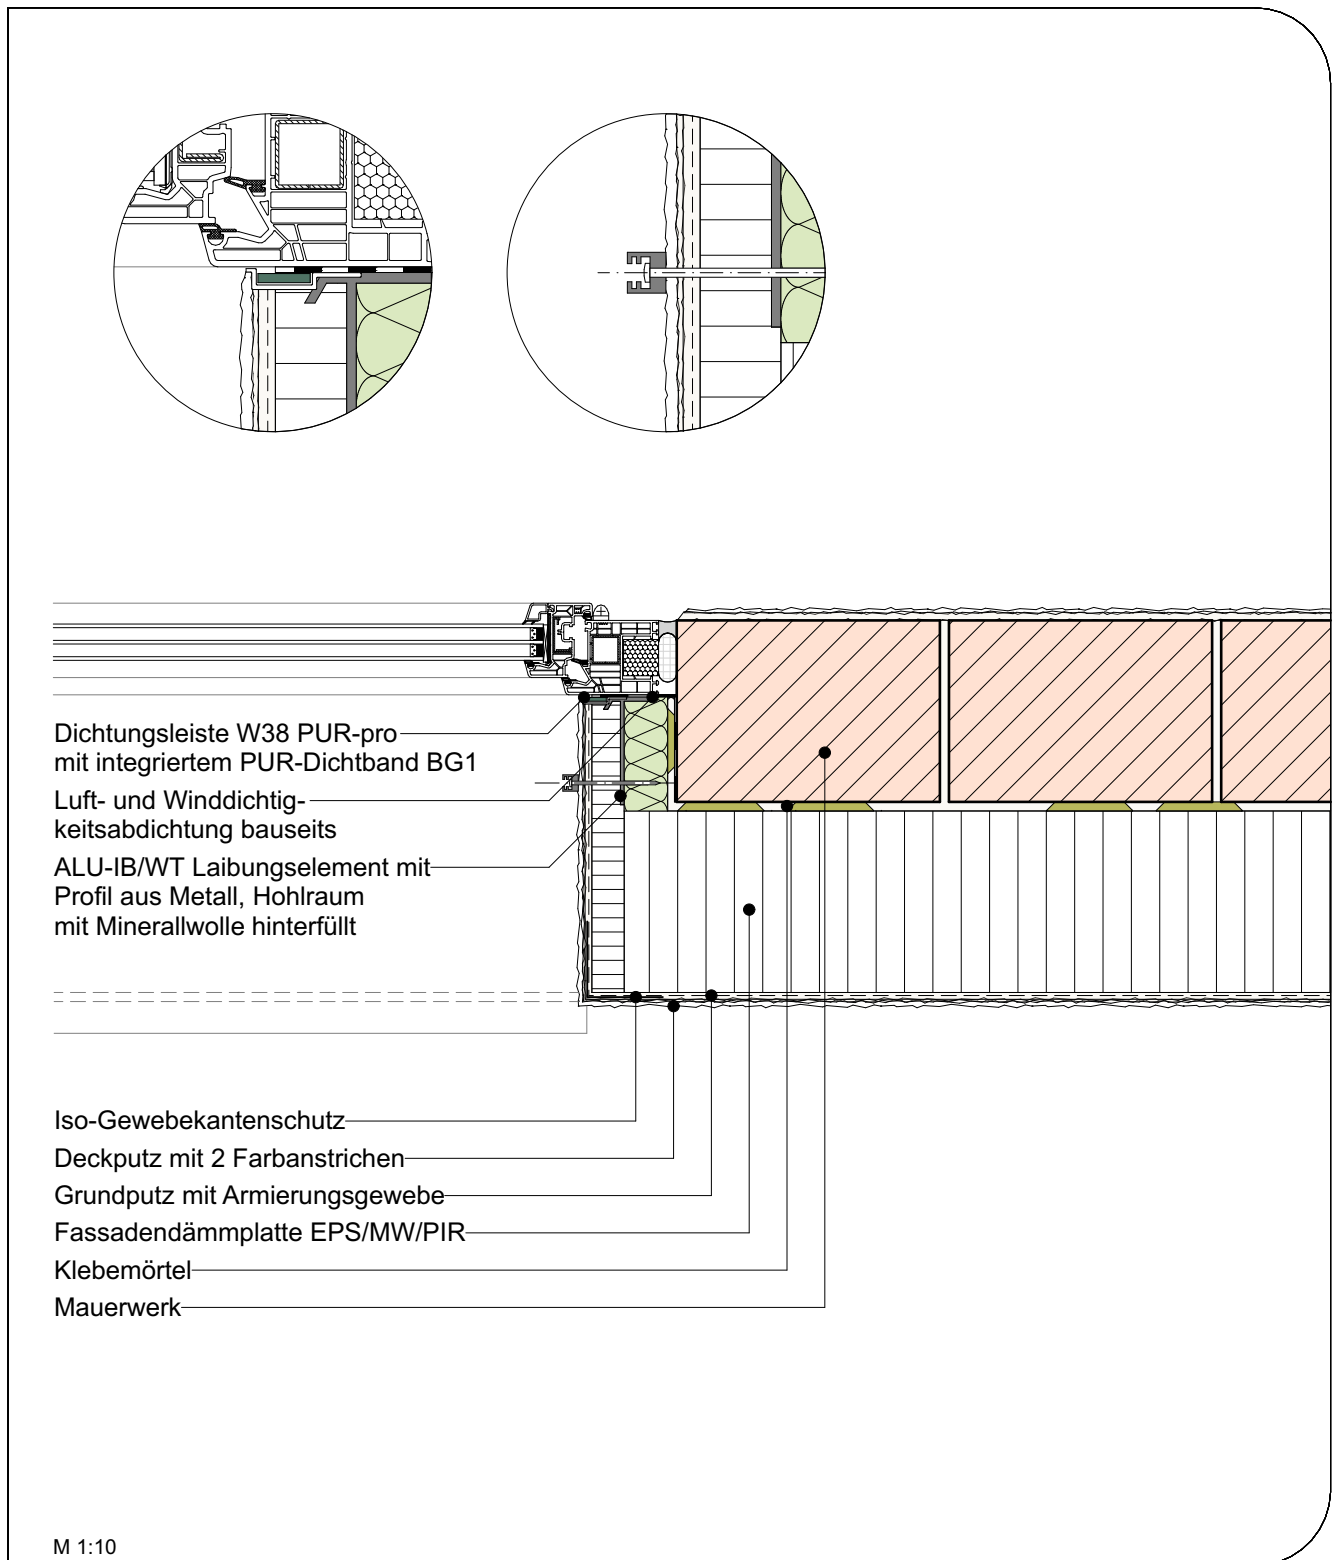 Dichtungsleiste W38 PUR-pro
mit integriertem PUR-Dichtband BG1
Luft- und Winddichtig-
keitsabdichtung bauseits
ALU-IB/WT Laibungselement mit
Profil aus Metall, Hohlraum
mit Minerallwolle hinterfüllt
Iso-Gewebekantenschutz
Deckputz mit 2 Farbanstrichen
Grundputz mit Armierungsgewebe
Fassadendämmplatte EPS/MW/PIR
Klebemörtel
Mauerwerk
M 1:10